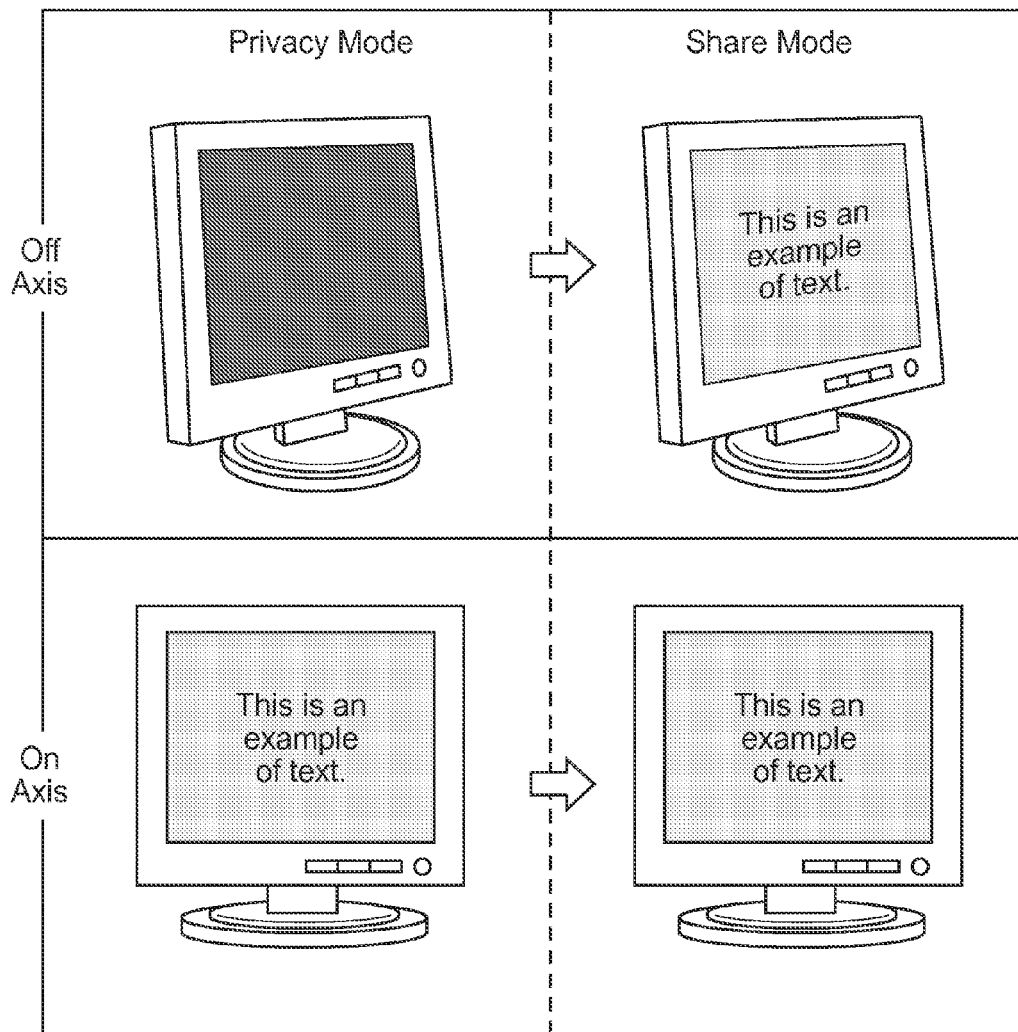 Privacy Mode
Share Mode
Off
Axis
This is an
example
of text.
On
Axis
This is an
example
of text.
This is an
example
of text.